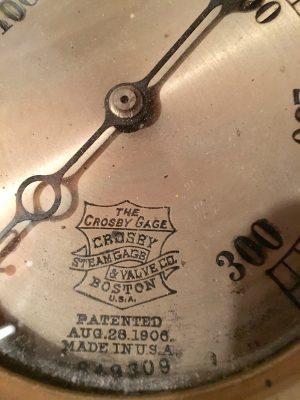 THE
CROSBY GAGE
CROSBY
STEAM GAGE
& VALVE CO.
BOSTON
U.S.A.
PATENTED
AUG. 28. 1906.
MADE IN U.S.A.
300